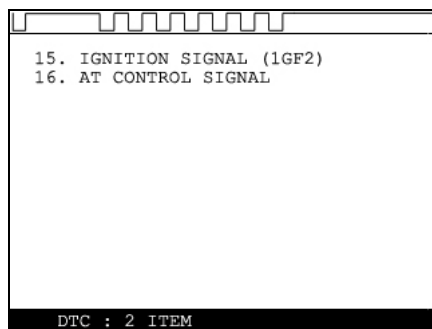 15. IGNITION SIGNAL (1GF2)
16. AT CONTROL SIGNAL
DTC : 2 ITEM